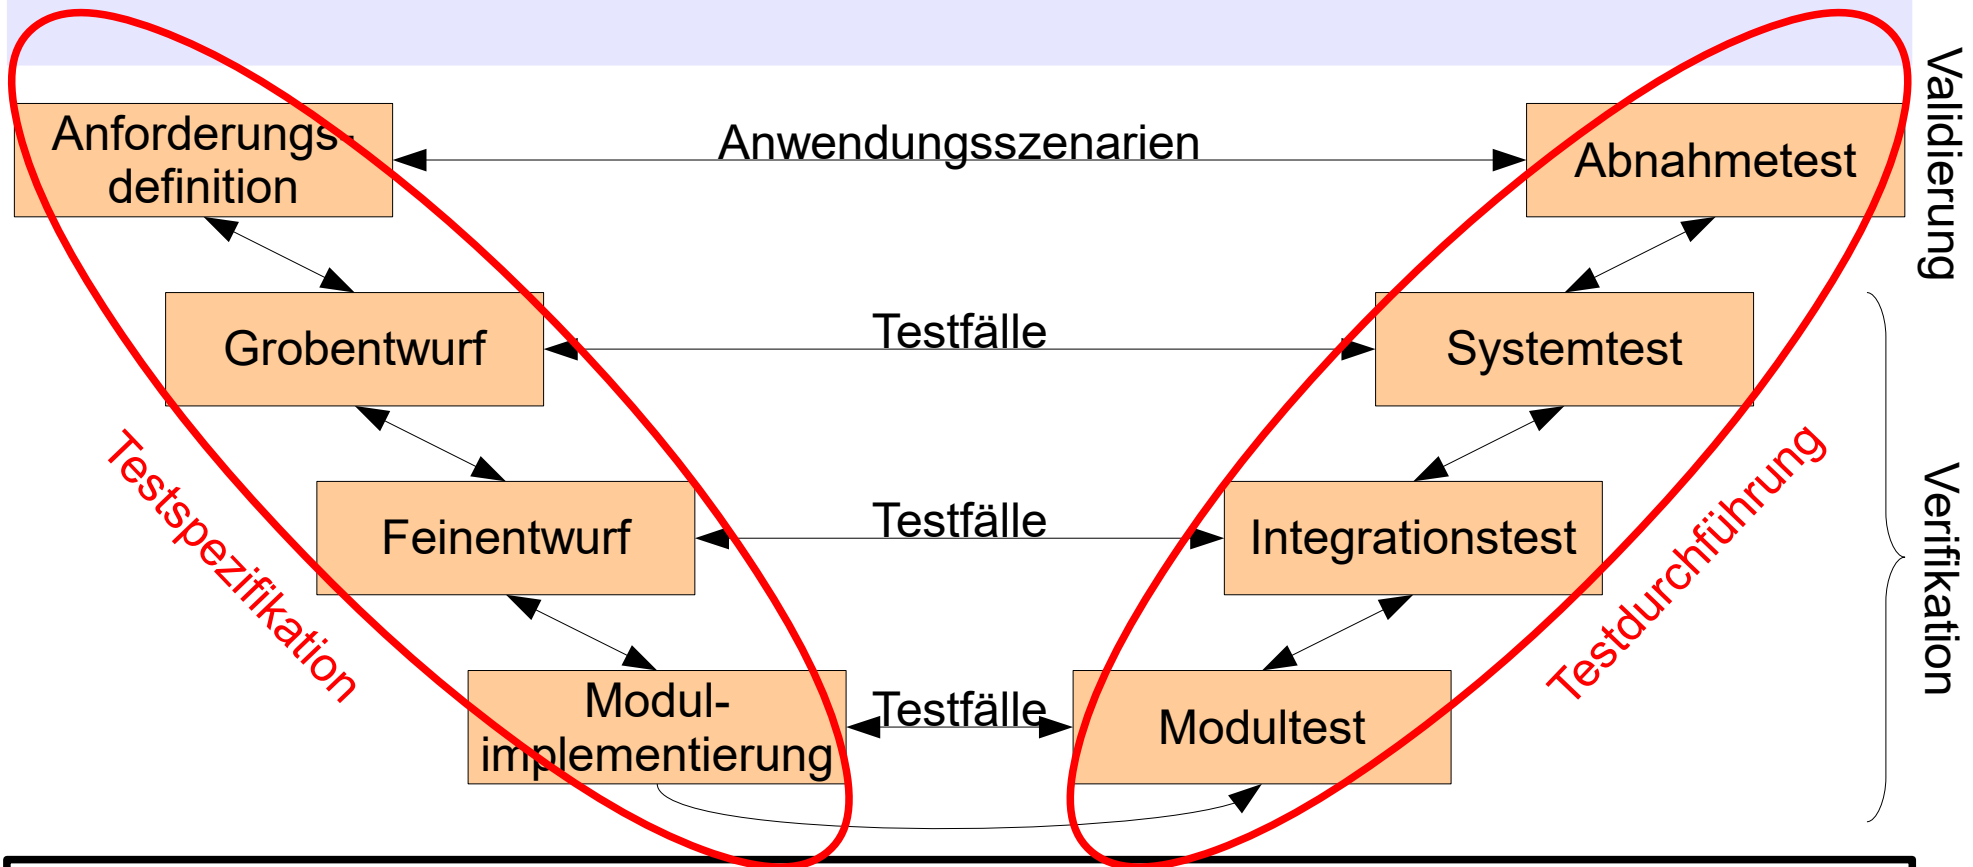 Anforderungs-
definition
Anwendungsszenarien
Abnahmetest
Validierung
Grobentwurf
Testfälle
Systemtest
Testspezifikation
Feinentwurf
Testfälle
Integrationstest
Testdurchführung
Verifikation
Modul-
implementierung
Testfälle
Modultest